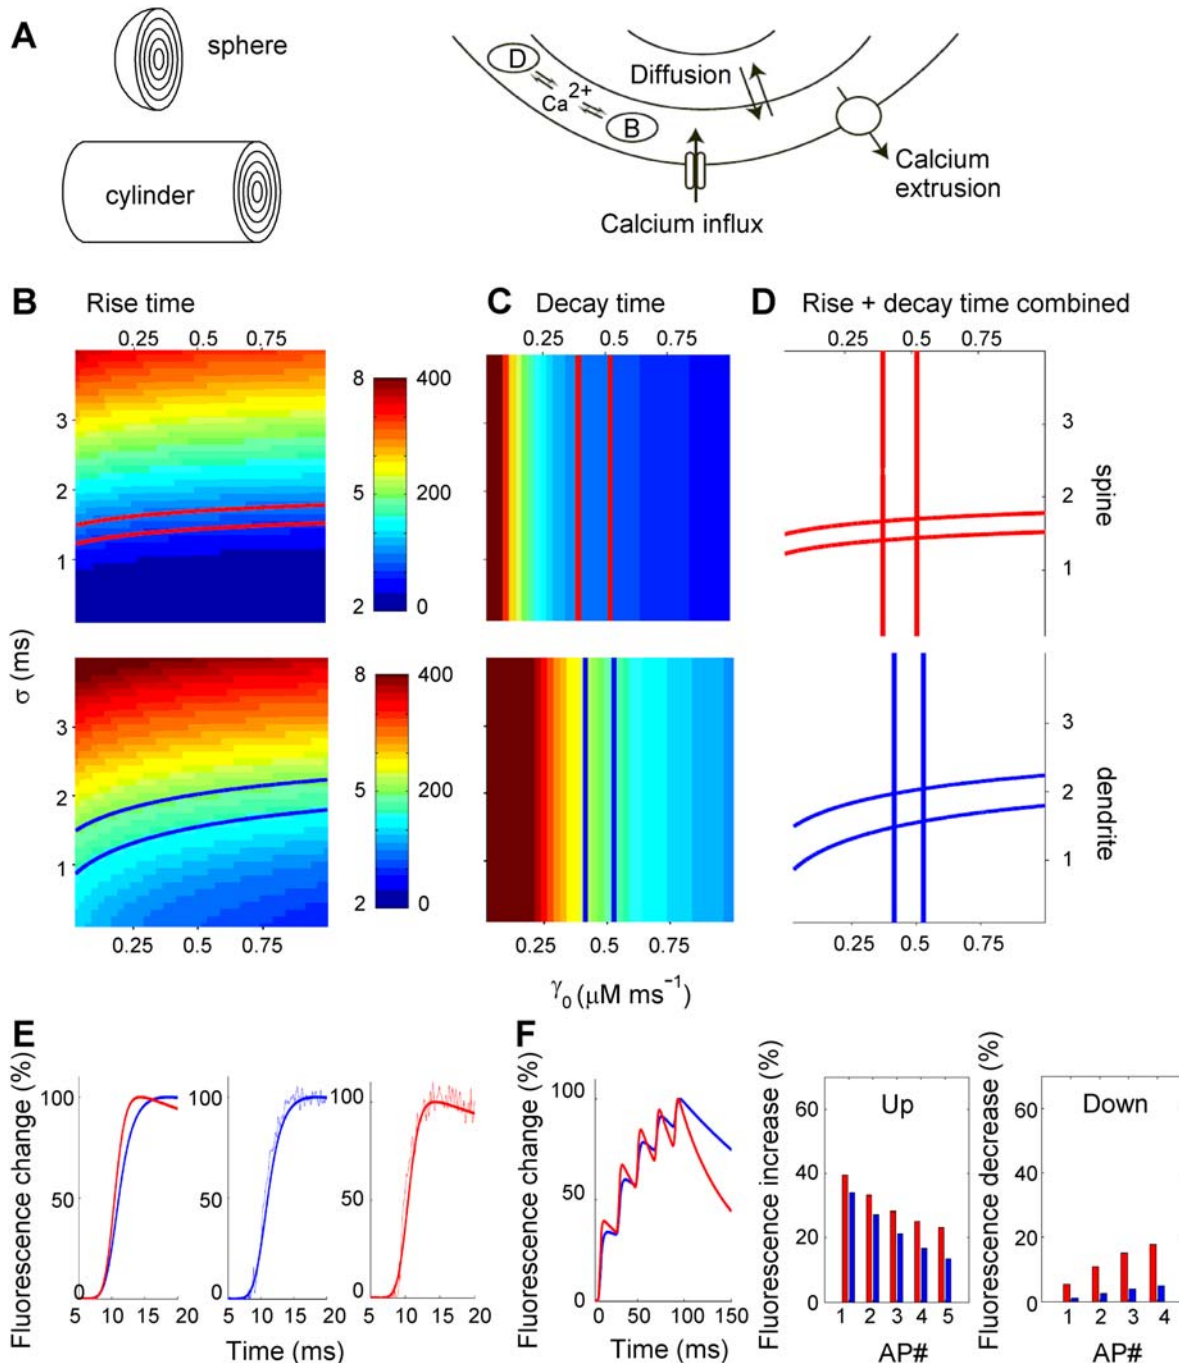 A
sphere
cylinder
D
Ca2+
B
Diffusion
Calcium influx
Calcium extrusion
B Rise time
0.25 0.5 0.75
3
2
1
8 400
5 200
2 0
σ (ms)
3
2
1
8 400
5 200
2 0
0.25 0.5 0.75
C Decay time
0.25 0.5 0.75
0.25 0.5 0.75
γ0 (μM ms−1)
D Rise + decay time combined
0.25 0.5 0.75
3
2
1
spine
3
2
1
dendrite
0.25 0.5 0.75
E
Fluorescence change (%)
100
50
0
5 10 15 20
100
50
0
5 10 15 20
100
50
0
5 10 15 20
Time (ms)
F
Fluorescence change (%)
100
50
0
0 50 100 150
Time (ms)
Fluorescence increase (%)
Up
60
40
20
0
1 2 3 4 5
AP#
Fluorescence decrease (%)
Down
60
40
20
0
1 2 3 4
AP#